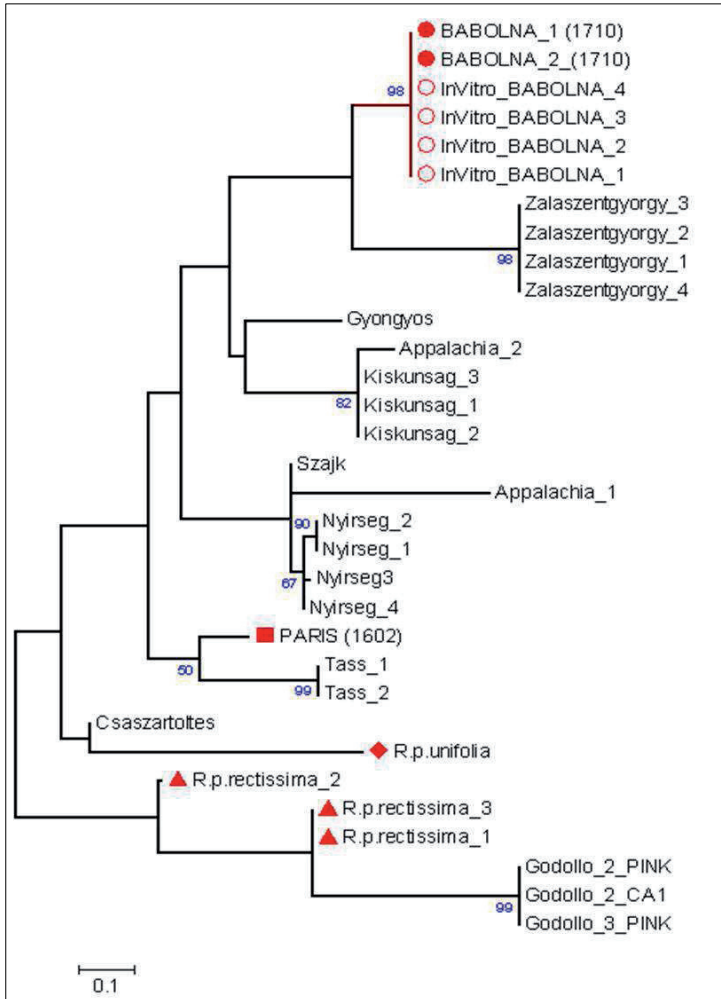 BABOLNA_1 (1710)
BABOLNA_2_(1710)
98
InVitro_BABOLNA_4
InVitro_BABOLNA_3
InVitro_BABOLNA_2
InVitro_BABOLNA_1
Zalaszentgyorgy_3
Zalaszentgyorgy_2
Zalaszentgyorgy_1
98
Zalaszentgyorgy_4
Gyongyos
Appalachia_2
Kiskunsag_3
82
Kiskunsag_1
Kiskunsag_2
Szajk
Appalachia_1
90
Nyirseg_2
Nyirseg_1
67
Nyirseg3
Nyirseg_4
PARIS (1602)
50
Tass_1
99
Tass_2
Csaszartoltes
R.p.unifolia
R.p.rectissima_2
R.p.rectissima_3
R.p.rectissima_1
Godollo_2_PINK
Godollo_2_CA1
99
Godollo_3_PINK
0.1